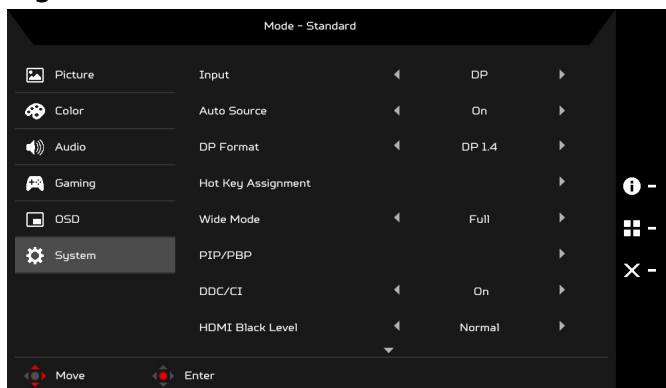 Mode - Standard
Picture Input DP
Color Auto Source On
Audio DP Format DP 1.4
Gaming Hot Key Assignment
OSD Wide Mode Full
System PIP/PBP
DDC/CI On
HDMI Black Level Normal
Move Enter